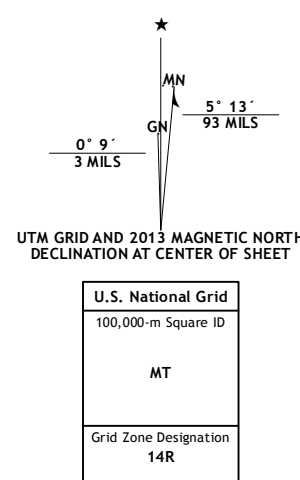 ★
MN
GN
5° 13´
93 MILS
0° 9´
3 MILS
UTM GRID AND 2013 MAGNETIC NORTH
DECLINATION AT CENTER OF SHEET
U.S. National Grid
100,000-m Square ID
MT
Grid Zone Designation
14R